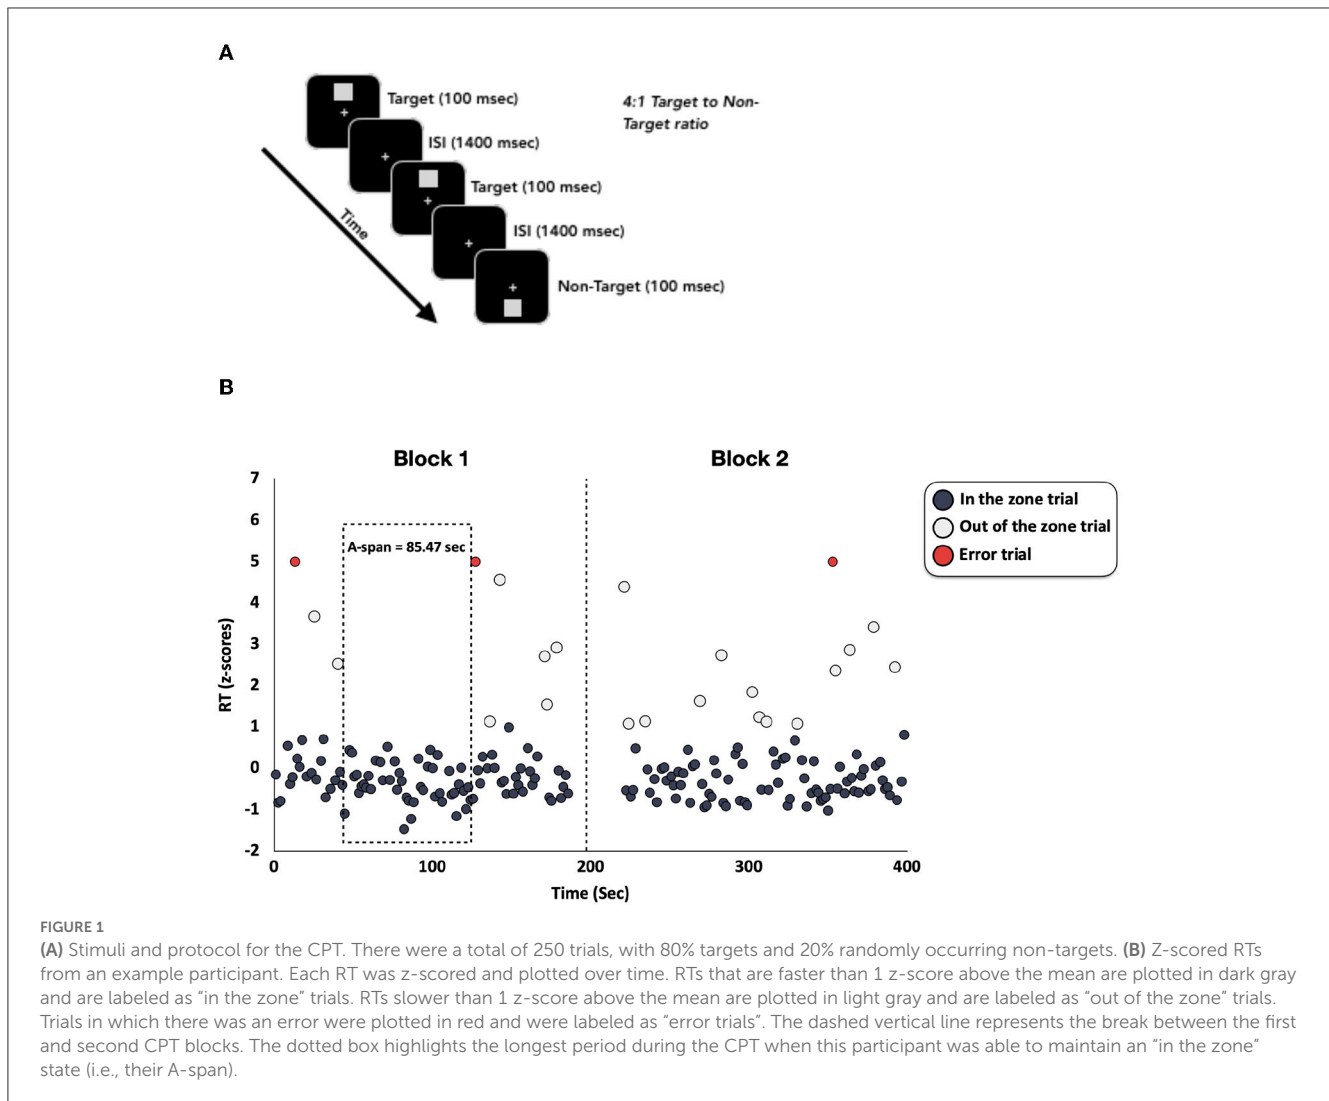 A
Target (100 msec)
4:1 Target to Non-
Target ratio
ISI (1400 msec)
Target (100 msec)
ISI (1400 msec)
Non-Target (100 msec)
Time
B
Block 1
Block 2
7
6
5
4
3
2
1
0
-1
-2
RT (z-scores)
A-span = 85.47 sec
In the zone trial
Out of the zone trial
Error trial
0
100
200
300
400
Time (Sec)
FIGURE 1
(A) Stimuli and protocol for the CPT. There were a total of 250 trials, with 80% targets and 20% randomly occurring non-targets. (B) Z-scored RTs
from an example participant. Each RT was z-scored and plotted over time. RTs that are faster than 1 z-score above the mean are plotted in dark gray
and are labeled as “in the zone” trials. RTs slower than 1 z-score above the mean are plotted in light gray and are labeled as “out of the zone” trials.
Trials in which there was an error were plotted in red and were labeled as “error trials”. The dashed vertical line represents the break between the first
and second CPT blocks. The dotted box highlights the longest period during the CPT when this participant was able to maintain an “in the zone”
state (i.e., their A-span).